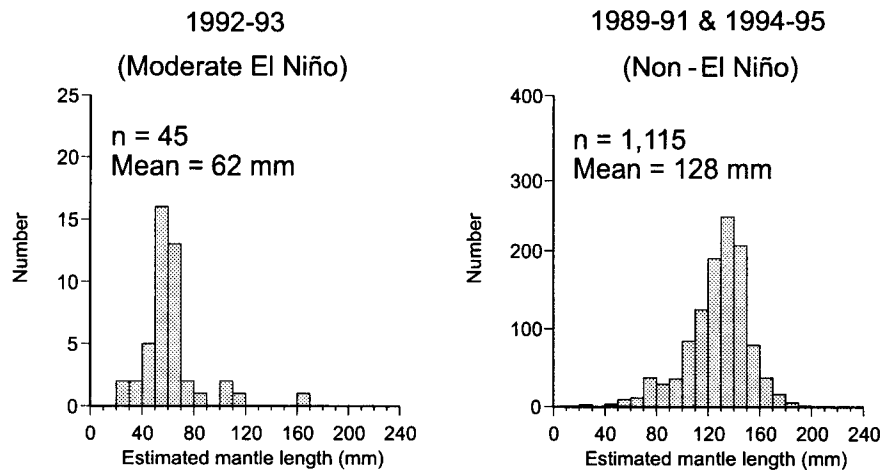 1992-93
(Moderate El Niño)
25
20
15
10
5
0
Number
n = 45
Mean = 62 mm
0 40 80 120 160 200 240
Estimated mantle length (mm)
1989-91 & 1994-95
(Non - El Niño)
400
300
200
100
0
Number
n = 1,115
Mean = 128 mm
0 40 80 120 160 200 240
Estimated mantle length (mm)